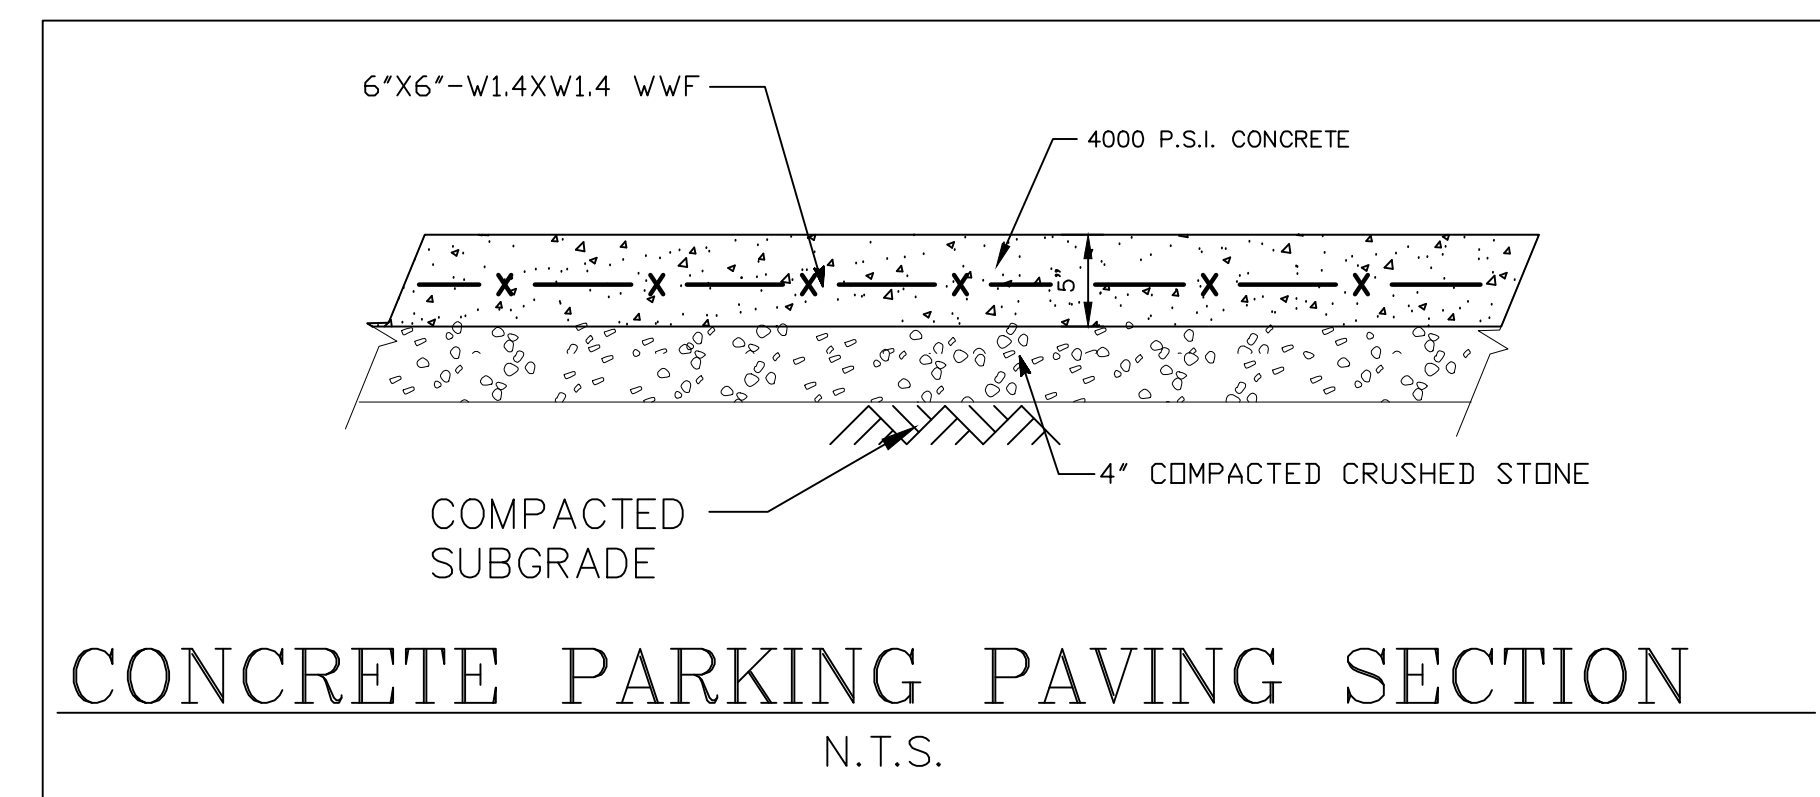 6"X6"-W1.4XW1.4 WWF
4000 P.S.I. CONCRETE
5"
4" COMPACTED CRUSHED STONE
COMPACTED
SUBGRADE
CONCRETE PARKING PAVING SECTION
N.T.S.